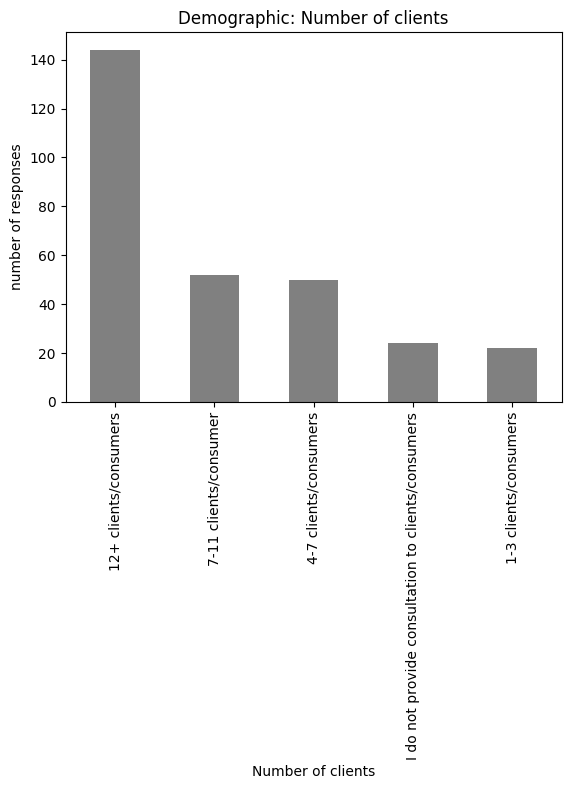 Demographic: Number of clients
number of responses
140
120
100
80
60
40
20
0
12+ clients/consumers
7-11 clients/consumer
4-7 clients/consumers
I do not provide consultation to clients/consumers
1-3 clients/consumers
Number of clients